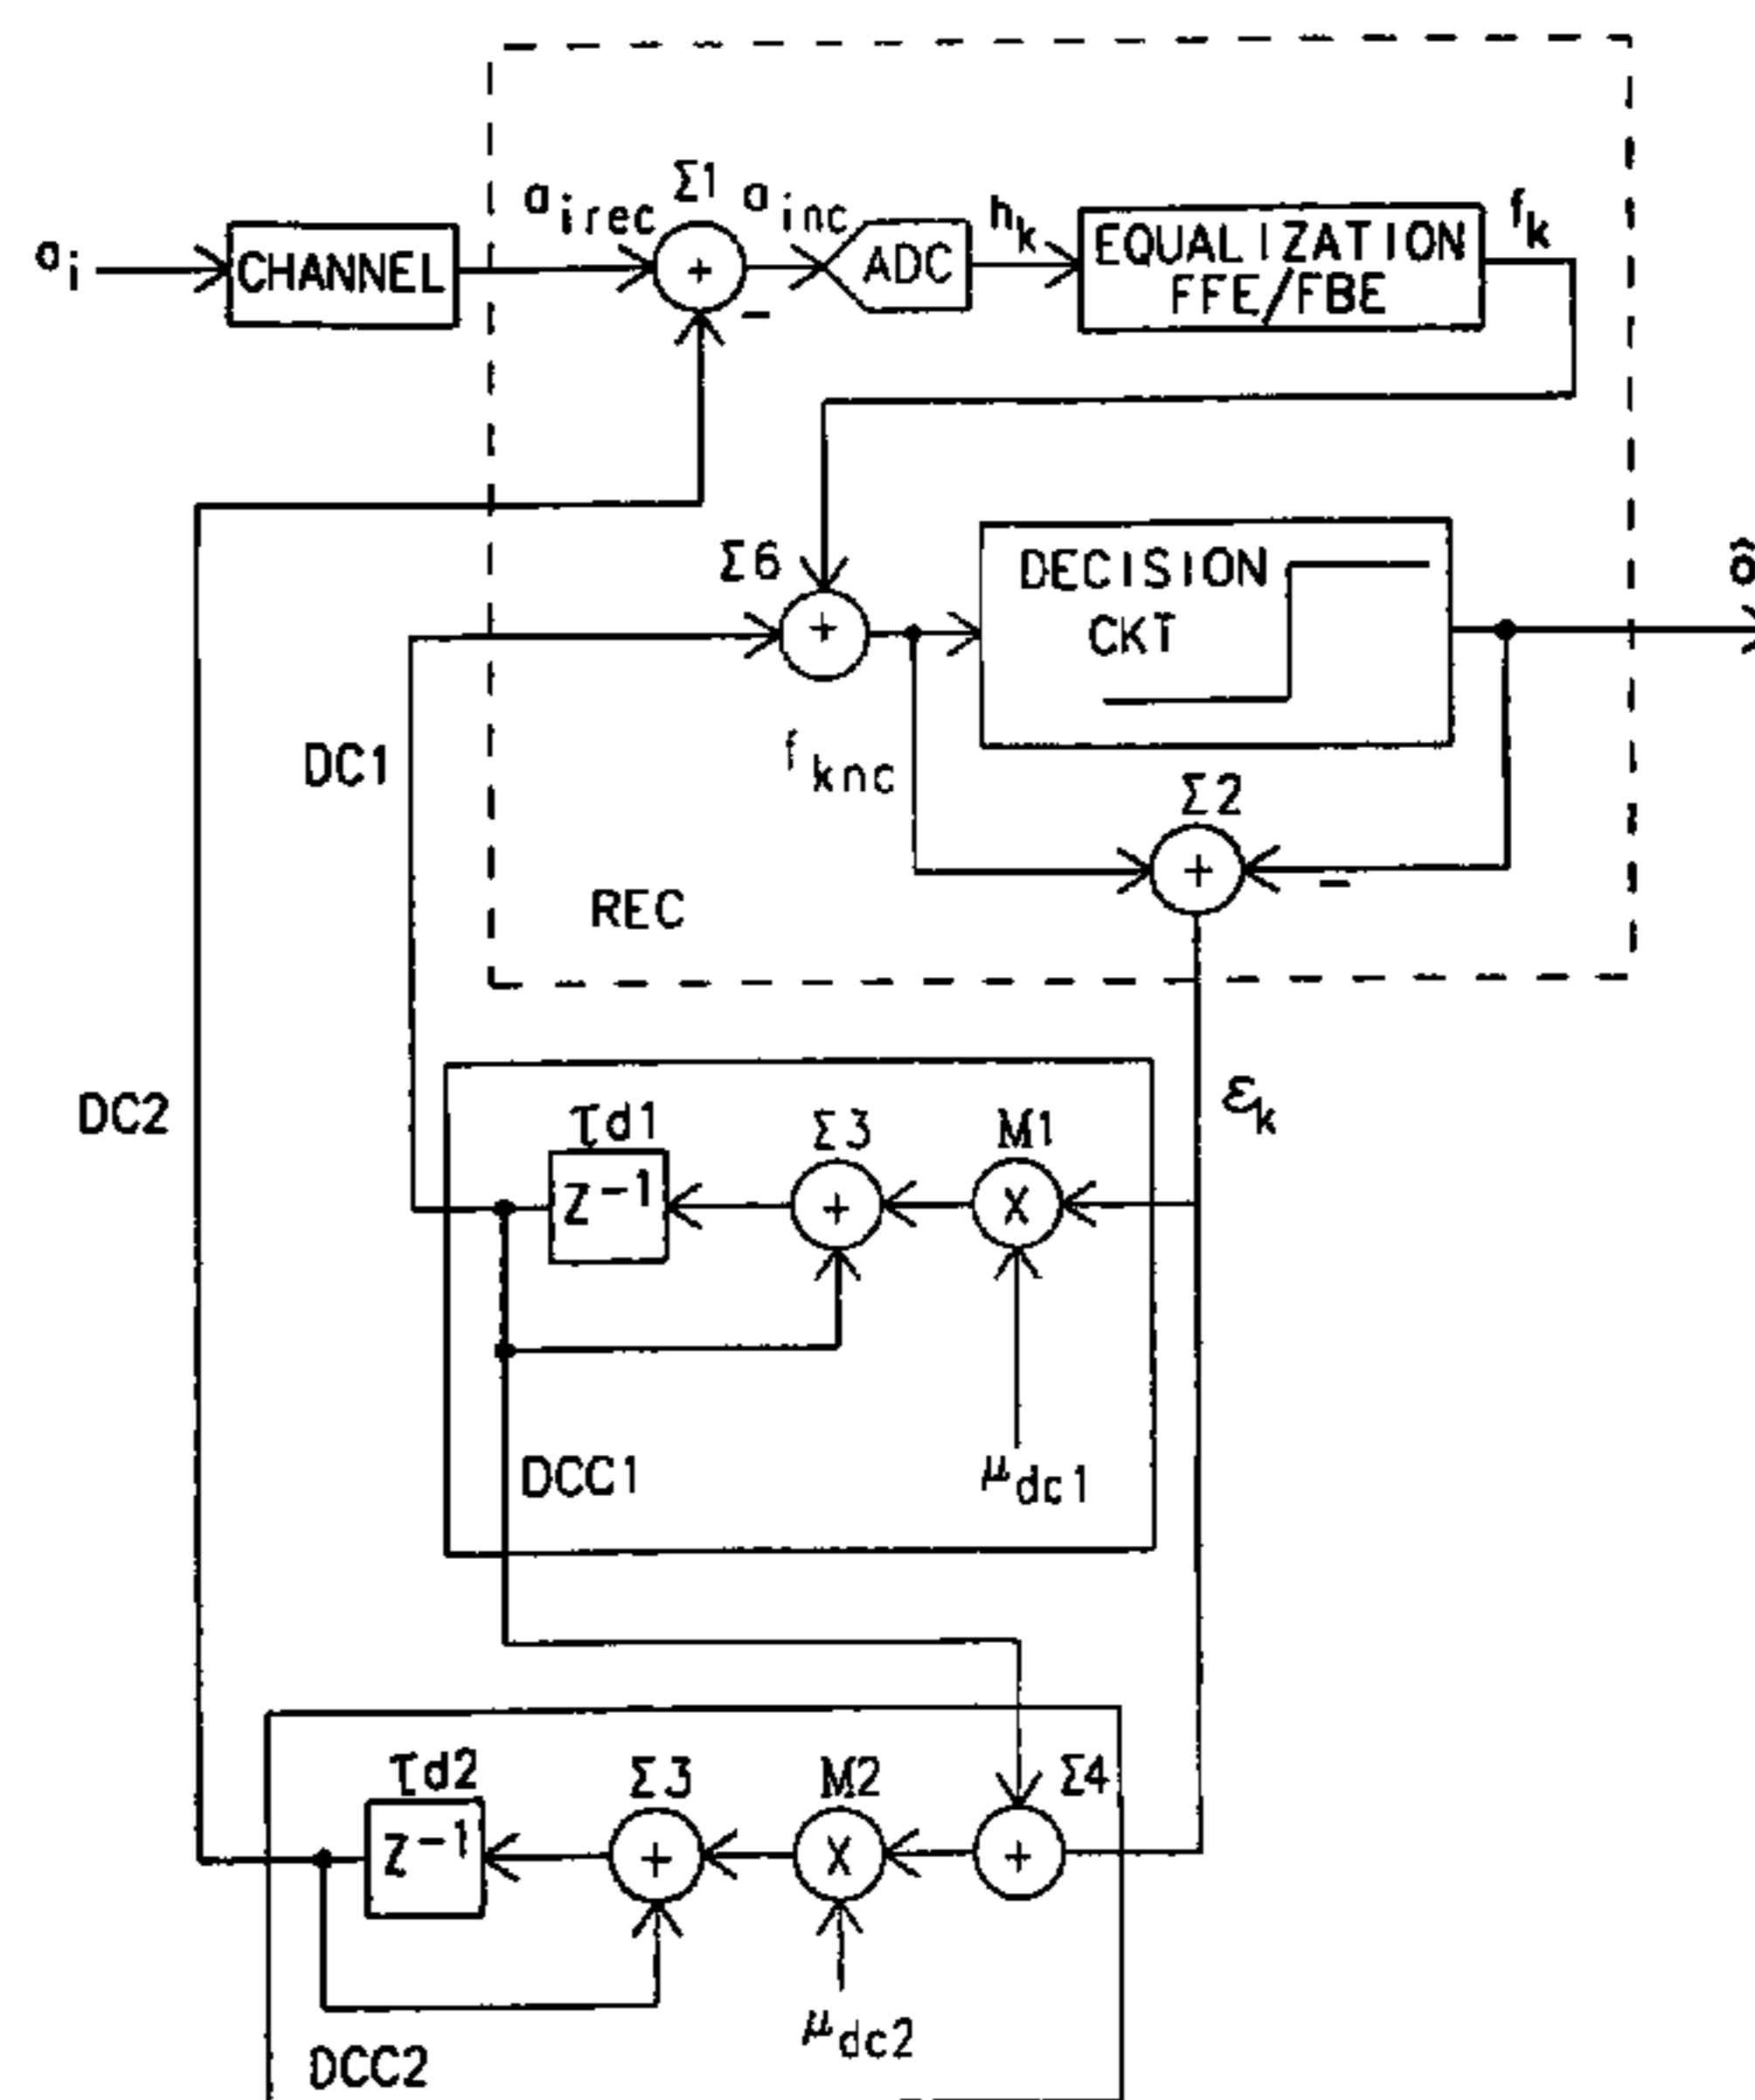 Σ1
a_i
CHANNEL
a_irec
+
−
a_inc
ADC
h_k
EQUALIZATION
FFE/FBE
f_k
Σ6
+
DECISION
CKT
â
DC1
f_knc
Σ2
+
−
REC
DC2
ε_k
τd1
Z⁻¹
Σ3
+
M1
X
DCC1
μ_dc1
τd2
Z⁻¹
Σ3
+
M2
X
Σ4
+
μ_dc2
DCC2